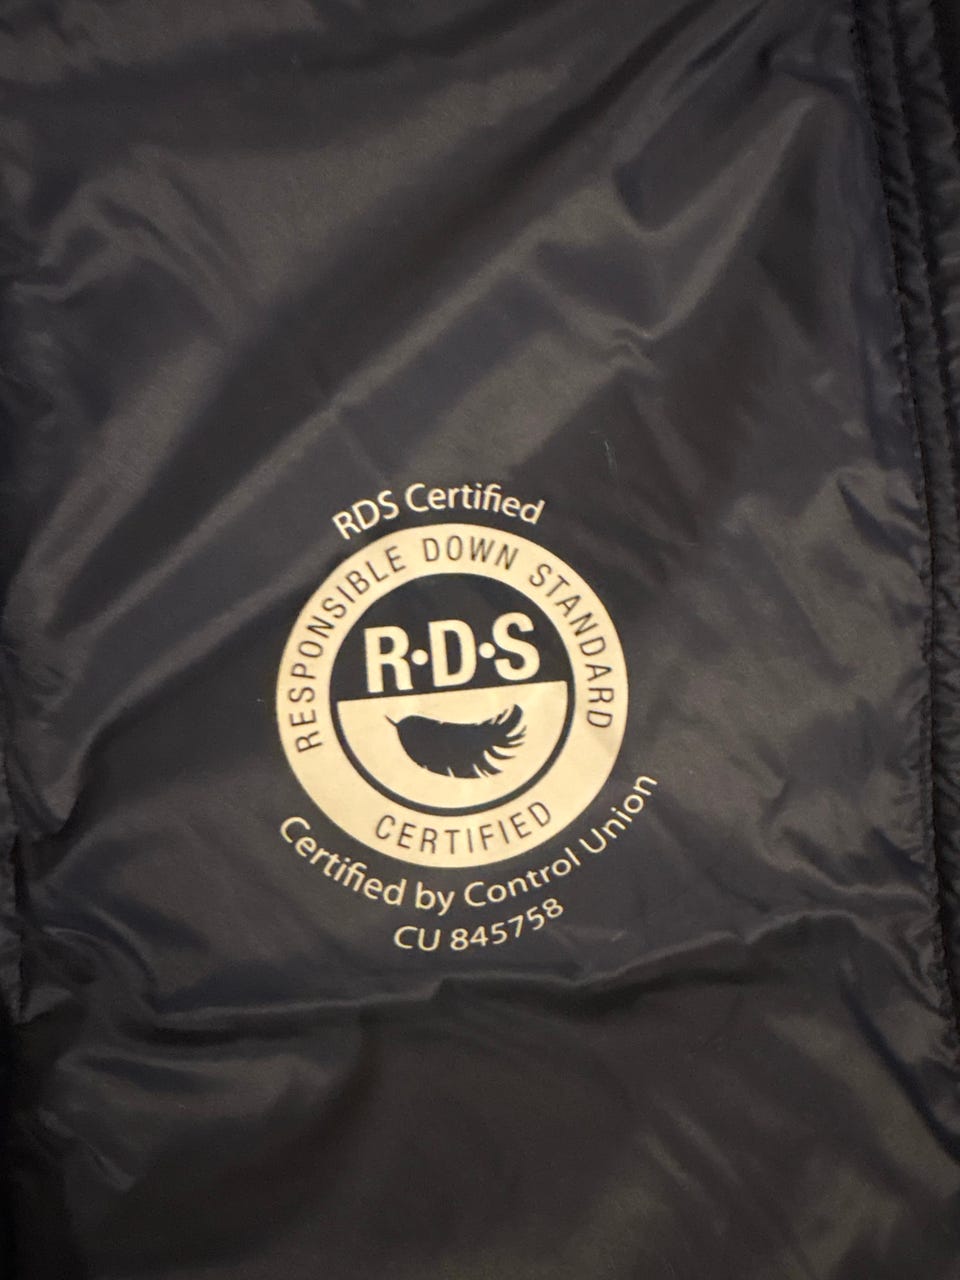 RDS Certified
RESPONSIBLE DOWN STANDARD
R·D·S
CERTIFIED
Certified by Control Union
CU 845758